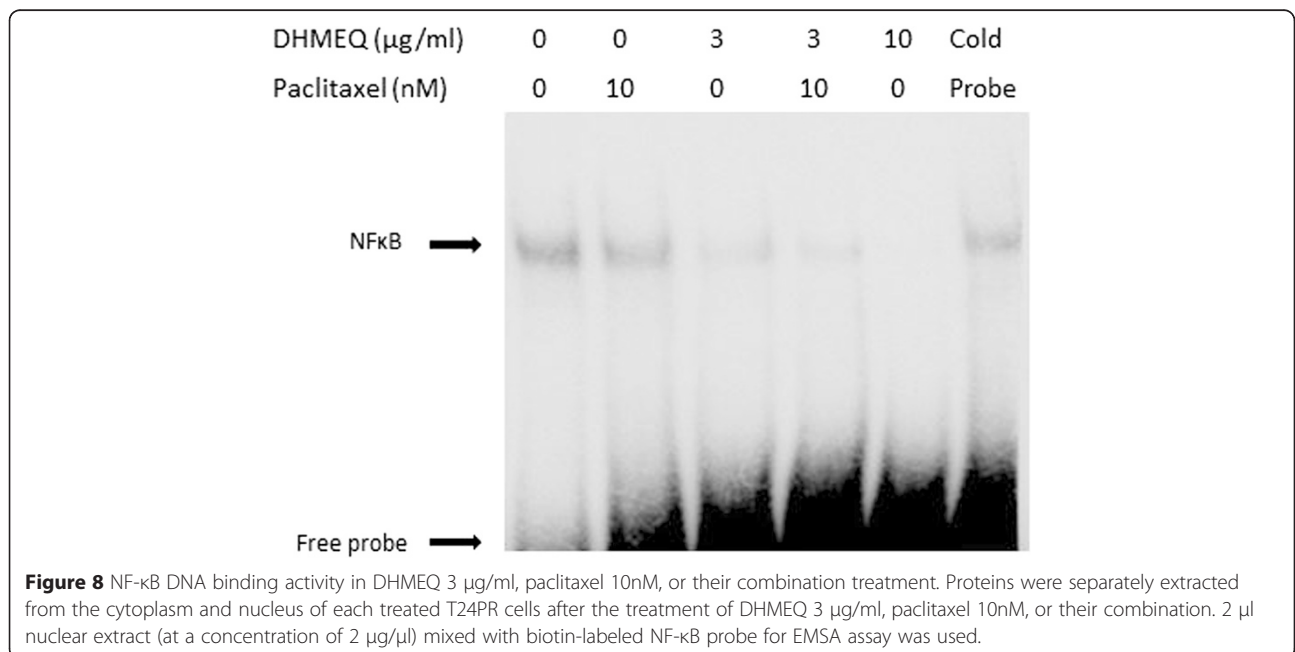 DHMEQ (µg/ml) 0 0 3 3 10 Cold
Paclitaxel (nM) 0 10 0 10 0 Probe
NFκB
Free probe
Figure 8 NF-κB DNA binding activity in DHMEQ 3 μg/ml, paclitaxel 10nM, or their combination treatment. Proteins were separately extracted
from the cytoplasm and nucleus of each treated T24PR cells after the treatment of DHMEQ 3 μg/ml, paclitaxel 10nM, or their combination. 2 μl
nuclear extract (at a concentration of 2 μg/μl) mixed with biotin-labeled NF-κB probe for EMSA assay was used.